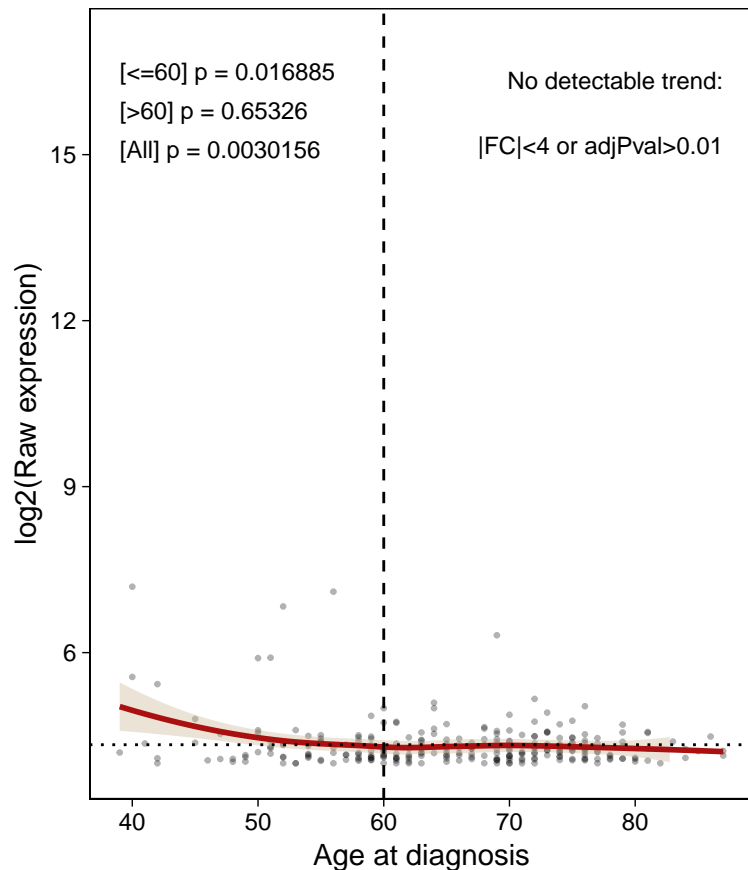 [<=60] p = 0.016885
[>60] p = 0.65326
[All] p = 0.0030156
No detectable trend:
|FC|<4 or adjPval>0.01
log2(Raw expression)
15
12
9
6
40 50 60 70 80
Age at diagnosis